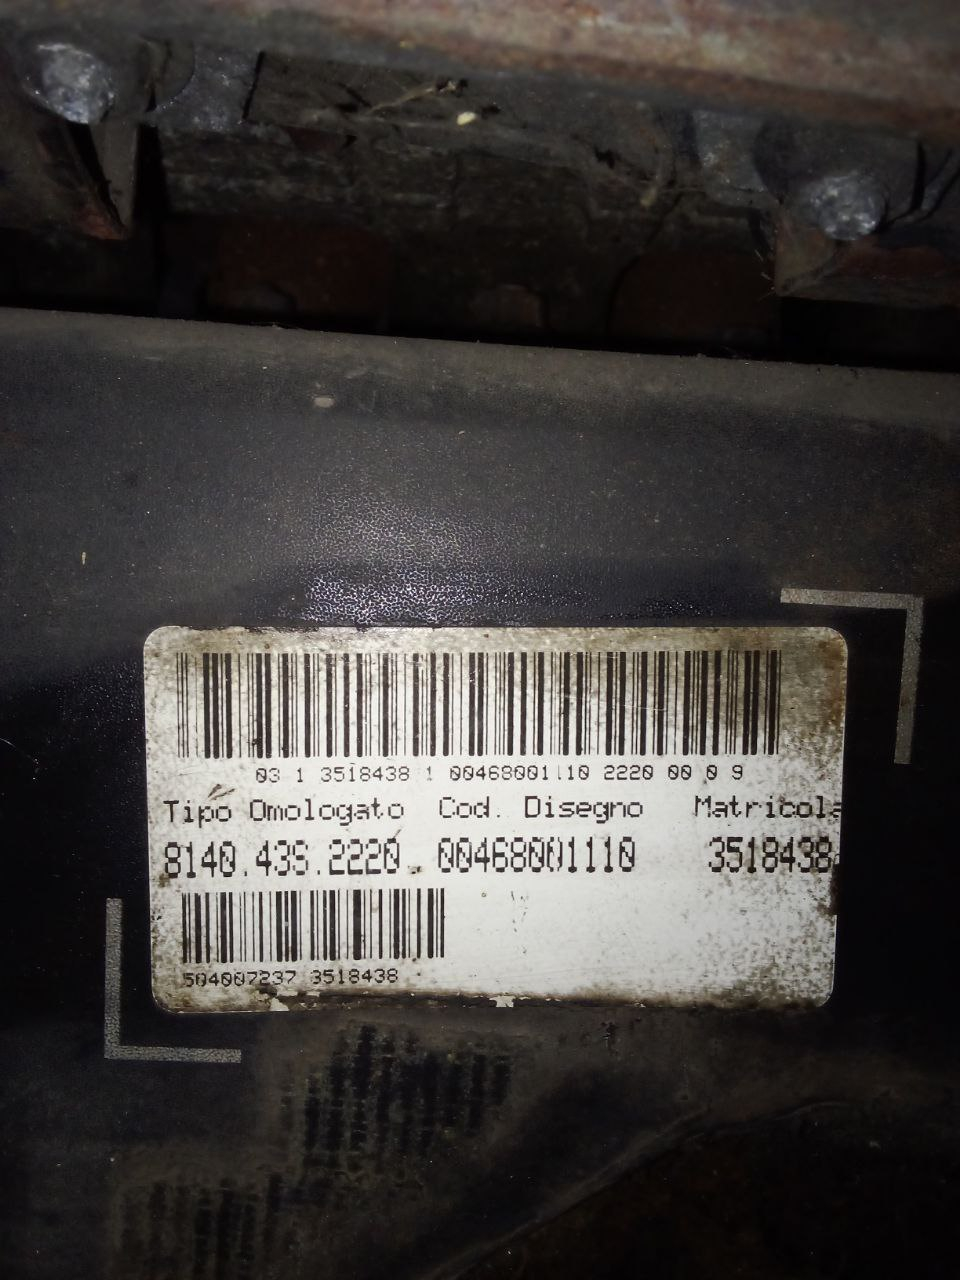 03 1 3518438 1 00468001110 2220 00 0 9
Tipo Omologato Cod. Disegno Matricola
8140.43S.2220. 00468001110 3518438
504007237 3518438